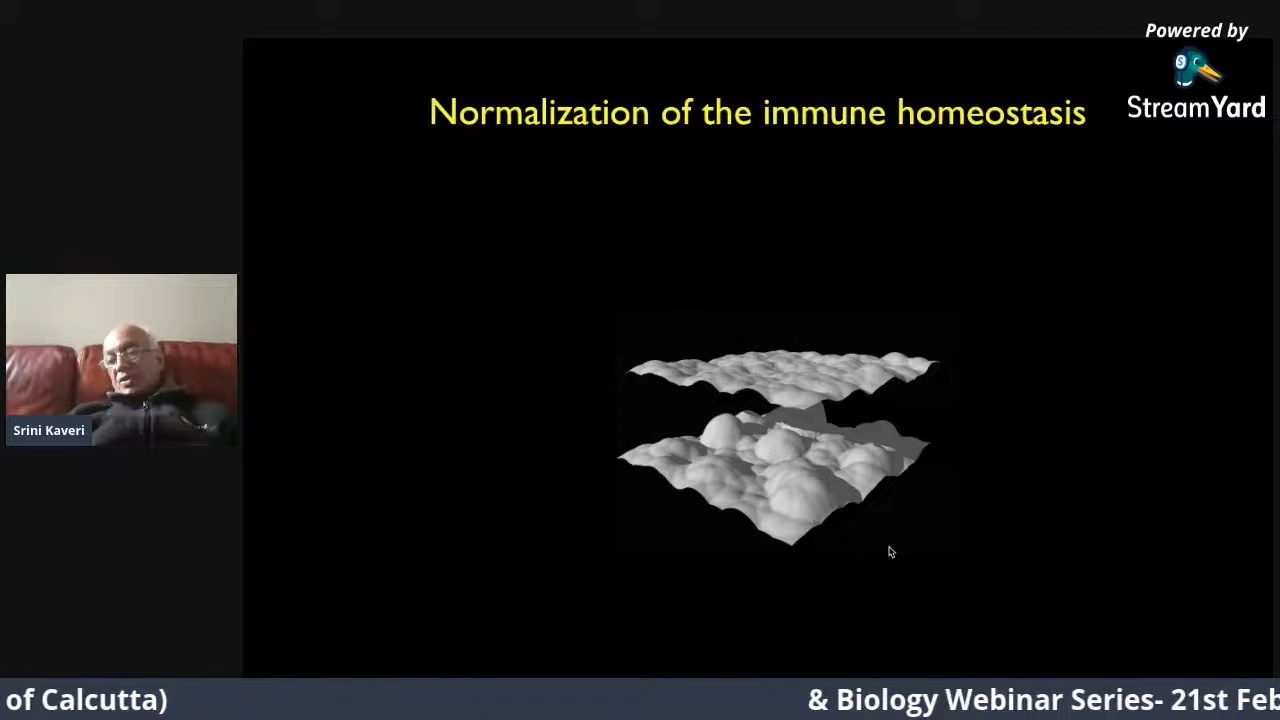 Powered by
StreamYard
Normalization of the immune homeostasis
Srini Kaveri
of Calcutta) & Biology Webinar Series- 21st Feb